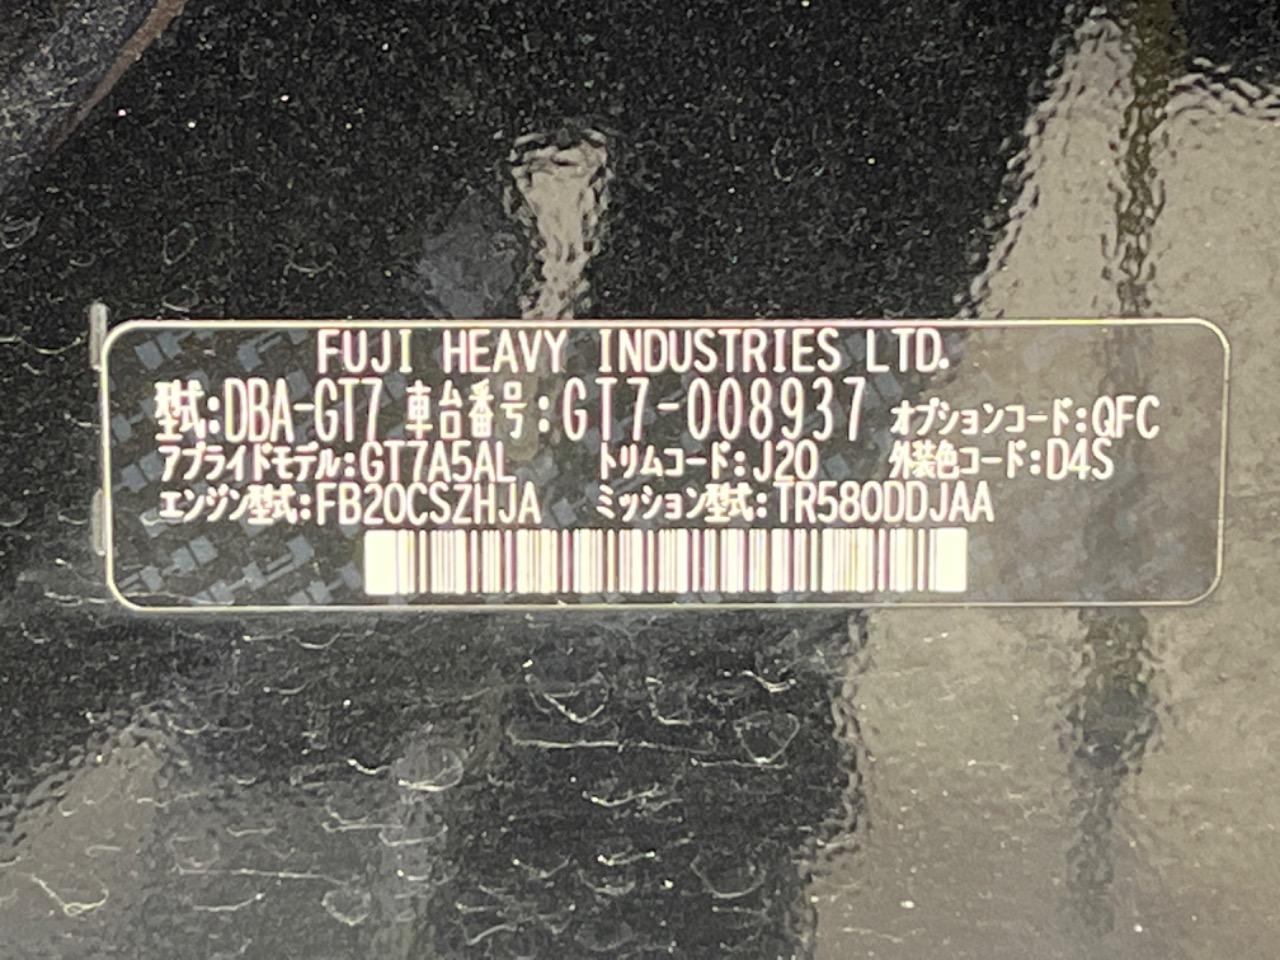 FUJI HEAVY INDUSTRIES LTD.
型式:DBA-GT7 車台番号:GT7-008937 オプションコード:QFC
アプライドモデル:GT7A5AL トリムコード:J20 外装色コード:D4S
エンジン型式:FB20CSZHJA ミッション型式:TR580DDJAA